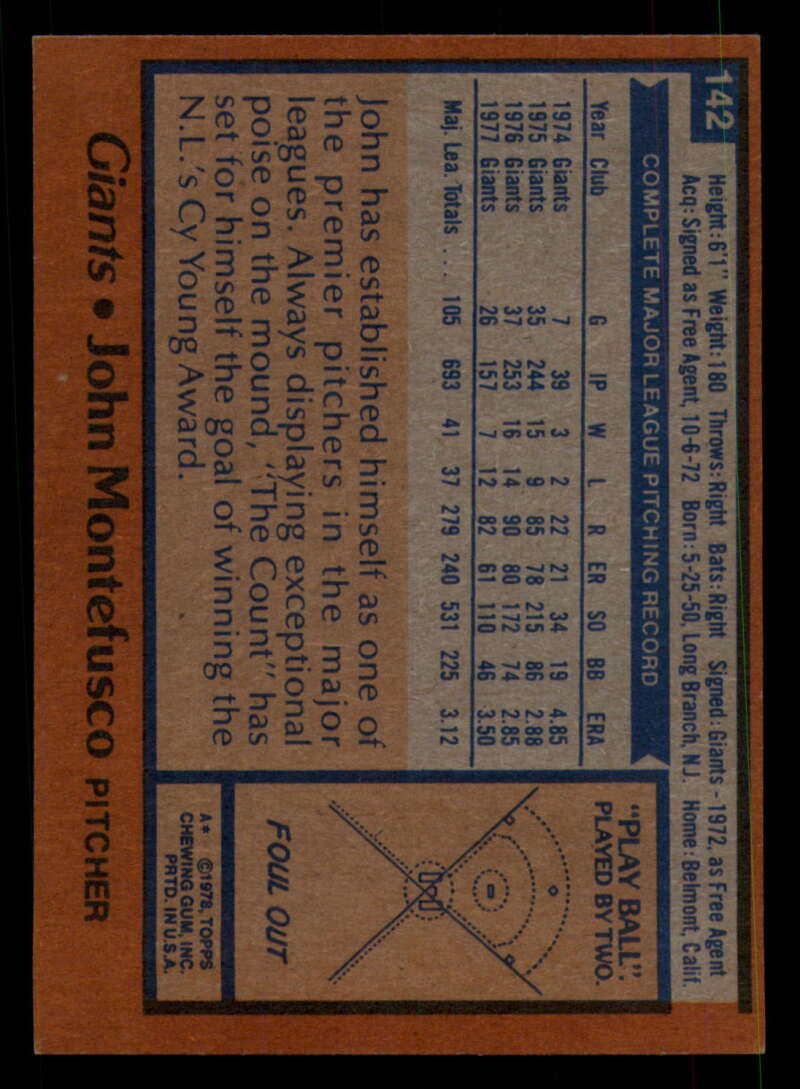 142
Height: 6'1" Weight: 180 Throws: Right Bats: Right Signed: Giants - 1972, as Free Agent
Acq: Signed as Free Agent, 10-6-72 Born: 5-25-50, Long Branch, NJ. Home: Belmont, Calif.
COMPLETE MAJOR LEAGUE PITCHING RECORD
Year Club G IP W L R ER SO BB ERA
1974 Giants 7 39 3 2 22 21 34 19 4.85
1975 Giants 35 244 15 9 85 78 215 86 2.88
1976 Giants 37 253 16 14 90 80 172 74 2.85
1977 Giants 26 157 7 12 82 61 110 46 3.50
Maj. Lea. Totals . . . 105 693 41 37 279 240 531 225 3.12
John has established himself as one of
the premier pitchers in the major
leagues. Always displaying exceptional
poise on the mound, "The Count" has
set for himself the goal of winning the
N.L.'s Cy Young Award.
"PLAY BALL":
PLAYED BY TWO.
FOUL OUT
A* ©1978, TOPPS
CHEWING GUM, INC.
PRTD. IN U.S.A.
Giants • John Montefusco PITCHER